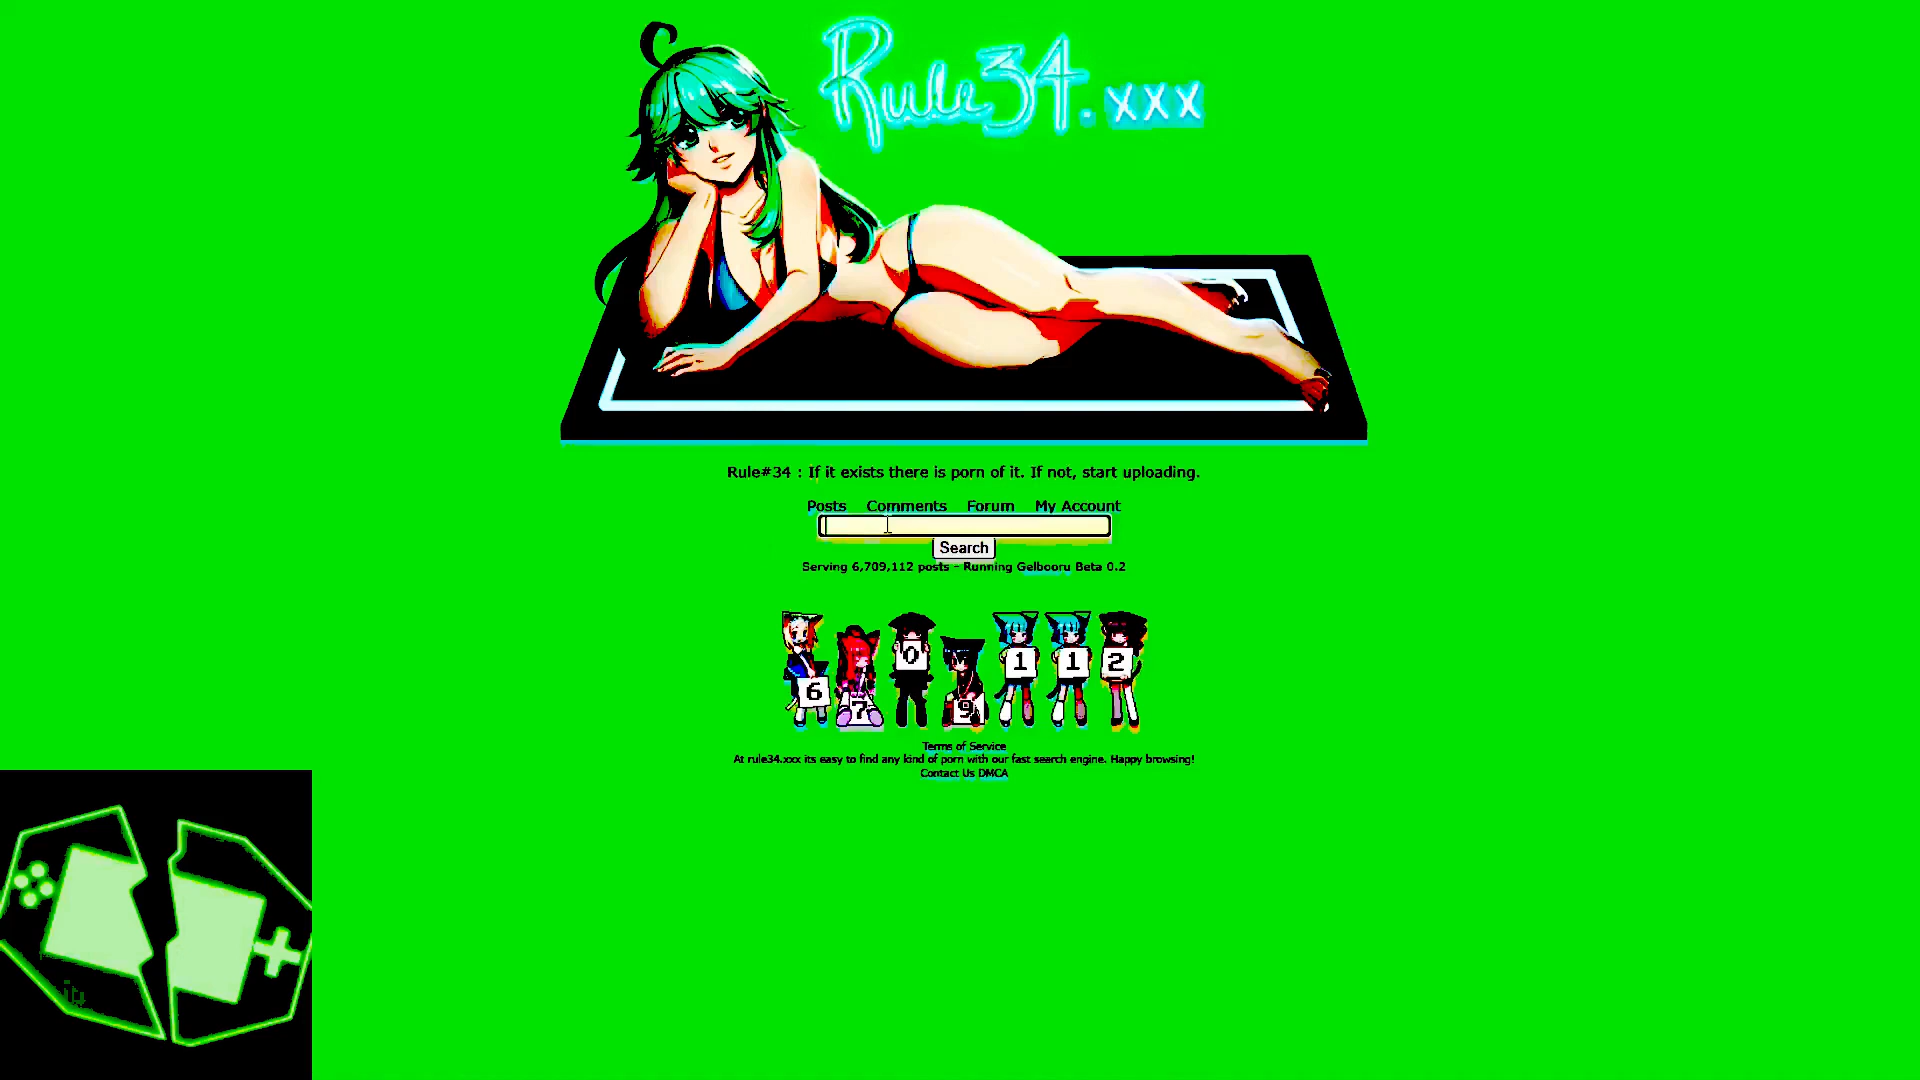 Rule34.xxx
Rule#34 : If it exists there is porn of it. If not, start uploading.
Posts Comments Forum My Account
Search
Serving 6,709,112 posts - Running Gelbooru Beta 0.2
6 7 0 9 1 1 2
Terms of Service
At rule34.xxx its easy to find any kind of porn with our fast search engine. Happy browsing!
Contact Us DMCA